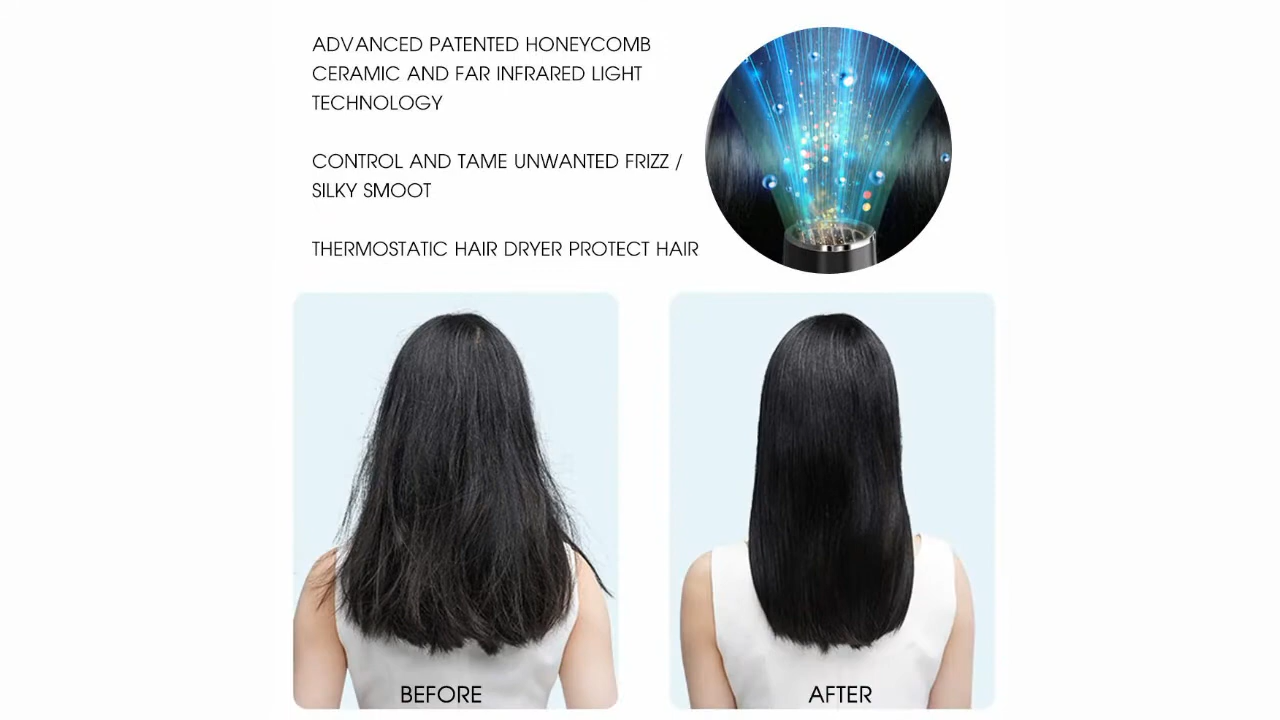 ADVANCED PATENTED HONEYCOMB
CERAMIC AND FAR INFRARED LIGHT
TECHNOLOGY
CONTROL AND TAME UNWANTED FRIZZ /
SILKY SMOOT
THERMOSTATIC HAIR DRYER PROTECT HAIR
BEFORE
AFTER